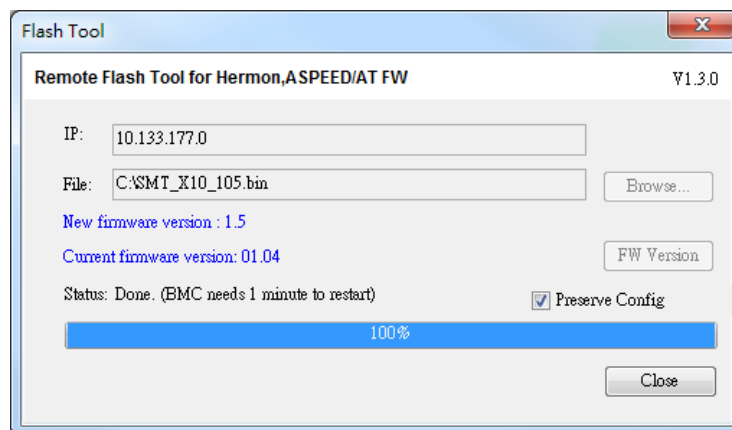 Flash Tool
Remote Flash Tool for Hermon,ASPEED/AT FW V1.3.0
IP: 10.133.177.0
File: C:\SMT_X10_105.bin Browse...
New firmware version : 1.5
Current firmware version: 01.04 FW Version
Status: Done. (BMC needs 1 minute to restart) Preserve Config
100%
Close